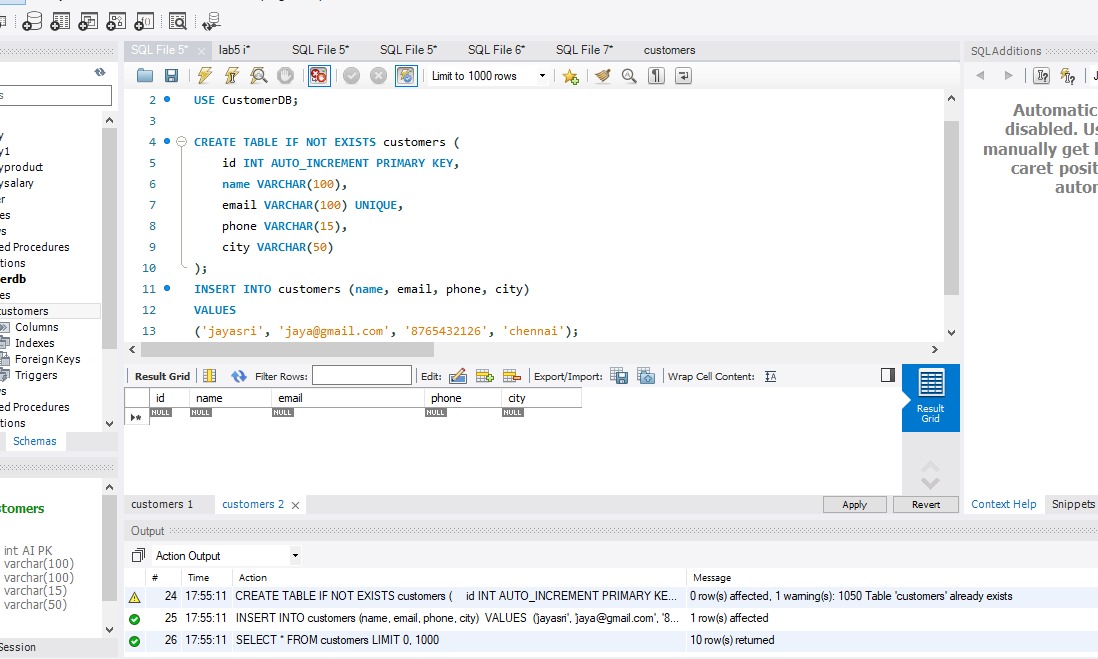 SQL File 5* lab5 i* SQL File 5* SQL File 5* SQL File 6* SQL File 7* customers
SQLAdditions
Limit to 1000 rows
2 USE CustomerDB;
3
4 CREATE TABLE IF NOT EXISTS customers (
5 id INT AUTO_INCREMENT PRIMARY KEY,
6 name VARCHAR(100),
7 email VARCHAR(100) UNIQUE,
8 phone VARCHAR(15),
9 city VARCHAR(50)
10 );
11 INSERT INTO customers (name, email, phone, city)
12 VALUES
13 ('jayasri', 'jaya@gmail.com', '8765432126', 'chennai');
Automatic
disabled. Us
manually get h
caret posit
autor
s
y
y1
yproduct
ysalary
er
es
vs
ed Procedures
tions
erdb
es
customers
Columns
Indexes
Foreign Keys
Triggers
vs
ed Procedures
tions
Schemas
stomers
int AI PK
varchar(100)
varchar(100)
varchar(15)
varchar(50)
Session
Result Grid Filter Rows: Edit: Export/Import: Wrap Cell Content:
id name email phone city
NULL NULL NULL NULL NULL
Result
Grid
customers 1 customers 2 Apply Revert
Context Help Snippets
Output
Action Output
# Time Action Message
24 17:55:11 CREATE TABLE IF NOT EXISTS customers ( id INT AUTO_INCREMENT PRIMARY KE... 0 row(s) affected, 1 warning(s): 1050 Table 'customers' already exists
25 17:55:11 INSERT INTO customers (name, email, phone, city) VALUES ('jayasri', 'jaya@gmail.com', '8... 1 row(s) affected
26 17:55:11 SELECT * FROM customers LIMIT 0, 1000 10 row(s) returned